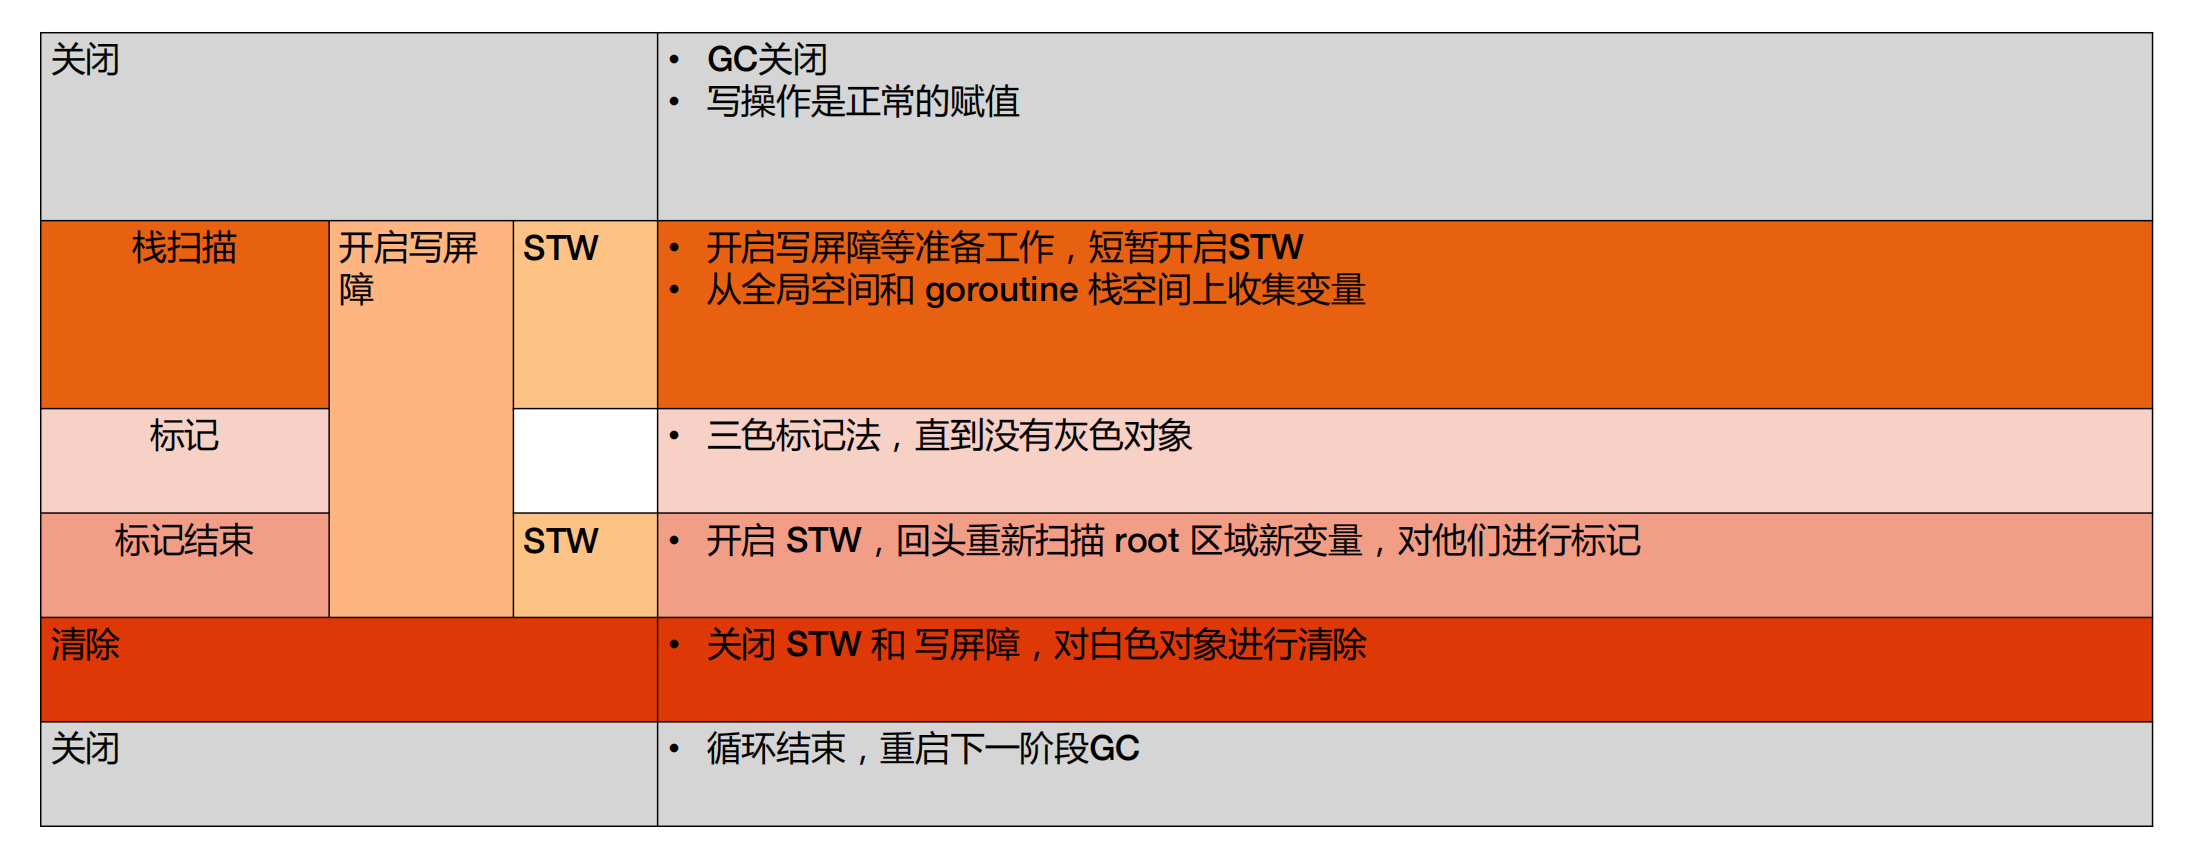 关闭
• GC关闭
• 写操作是正常的赋值
栈扫描
开启写屏
障
STW
• 开启写屏障等准备工作，短暂开启STW
• 从全局空间和 goroutine 栈空间上收集变量
标记
• 三色标记法，直到没有灰色对象
标记结束
STW
• 开启 STW，回头重新扫描 root 区域新变量，对他们进行标记
清除
• 关闭 STW 和 写屏障，对白色对象进行清除
关闭
• 循环结束，重启下一阶段GC